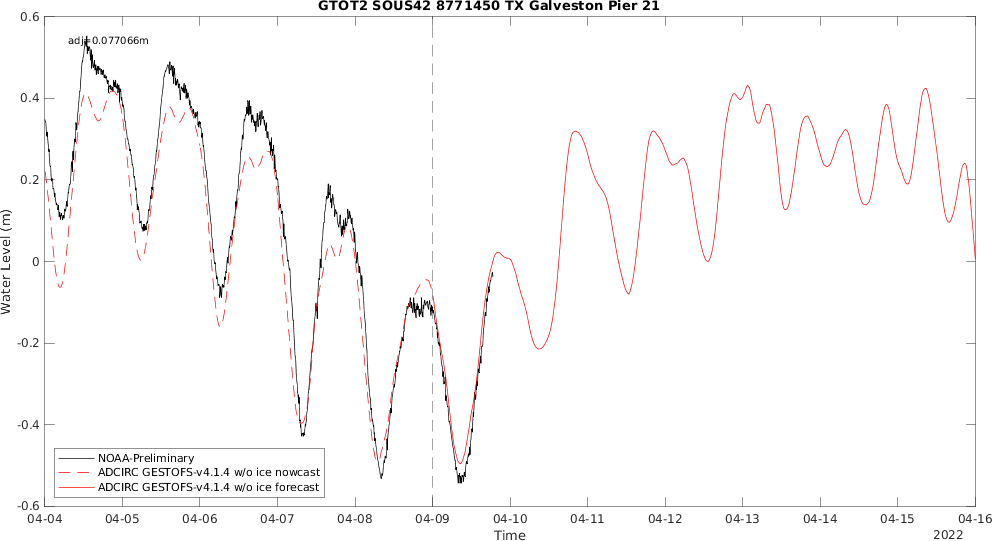 GTOT2 SOUS42 8771450 TX Galveston Pier 21
0.6
adj=0.077066m
0.4
0.2
0
-0.2
-0.4
-0.6
Water Level (m)
NOAA-Preliminary
ADCIRC GESTOFS-v4.1.4 w/o ice nowcast
ADCIRC GESTOFS-v4.1.4 w/o ice forecast
04-04 04-05 04-06 04-07 04-08 04-09 04-10 04-11 04-12 04-13 04-14 04-15 04-16
Time
2022